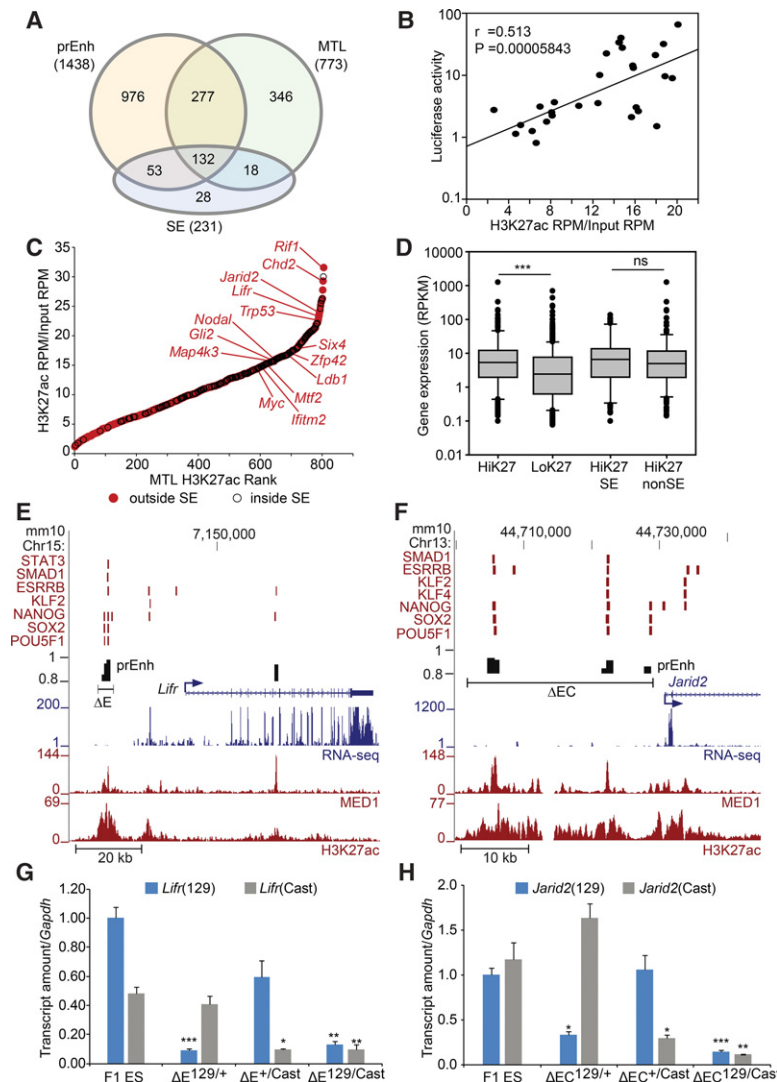 A
prEnh
(1438)
MTL
(773)
976
277
346
132
53
18
28
SE (231)
B
r =0.513
P =0.00005843
Luciferase activity
100
10
1
0.1
0 4 8 12 16 20
H3K27ac RPM/Input RPM
C
H3K27ac RPM/Input RPM
35
30
25
20
15
10
5
0
Rif1
Chd2
Jarid2
Lifr
Trp53
Nodal
Gli2
Map4k3
Six4
Zfp42
Ldb1
Mtf2
Ifitm2
Myc
0 200 400 600 800
MTL H3K27ac Rank
outside SE
inside SE
D
Gene expression (RPKM)
10000
1000
100
10
1
0.1
0.01
***
ns
HiK27 LoK27 HiK27 HiK27
SE nonSE
E
mm10
Chr15:
7,150,000
STAT3
SMAD1
ESRRB
KLF2
NANOG
SOX2
POU5F1
1
0.8
prEnh
ΔE
Lifr
200
1
RNA-seq
144
0
MED1
69
0
H3K27ac
20 kb
F
mm10
Chr13:
44,710,000 44,730,000
SMAD1
ESRRB
KLF2
KLF4
NANOG
SOX2
POU5F1
1
0.8
prEnh
ΔEC
Jarid2
1200
1
RNA-seq
148
0
MED1
77
0
H3K27ac
10 kb
G
Lifr(129) Lifr(Cast)
Transcript amount/Gapdh
1.20
1.00
0.80
0.60
0.40
0.20
0.00
*** * ** **
F1 ES ΔE129/+ ΔE+/Cast ΔE129/Cast
H
Jarid2(129) Jarid2(Cast)
Transcript amount/Gapdh
2.0
1.5
1.0
0.5
0.0
* * *** **
F1 ES ΔEC129/+ ΔEC+/Cast ΔEC129/Cast